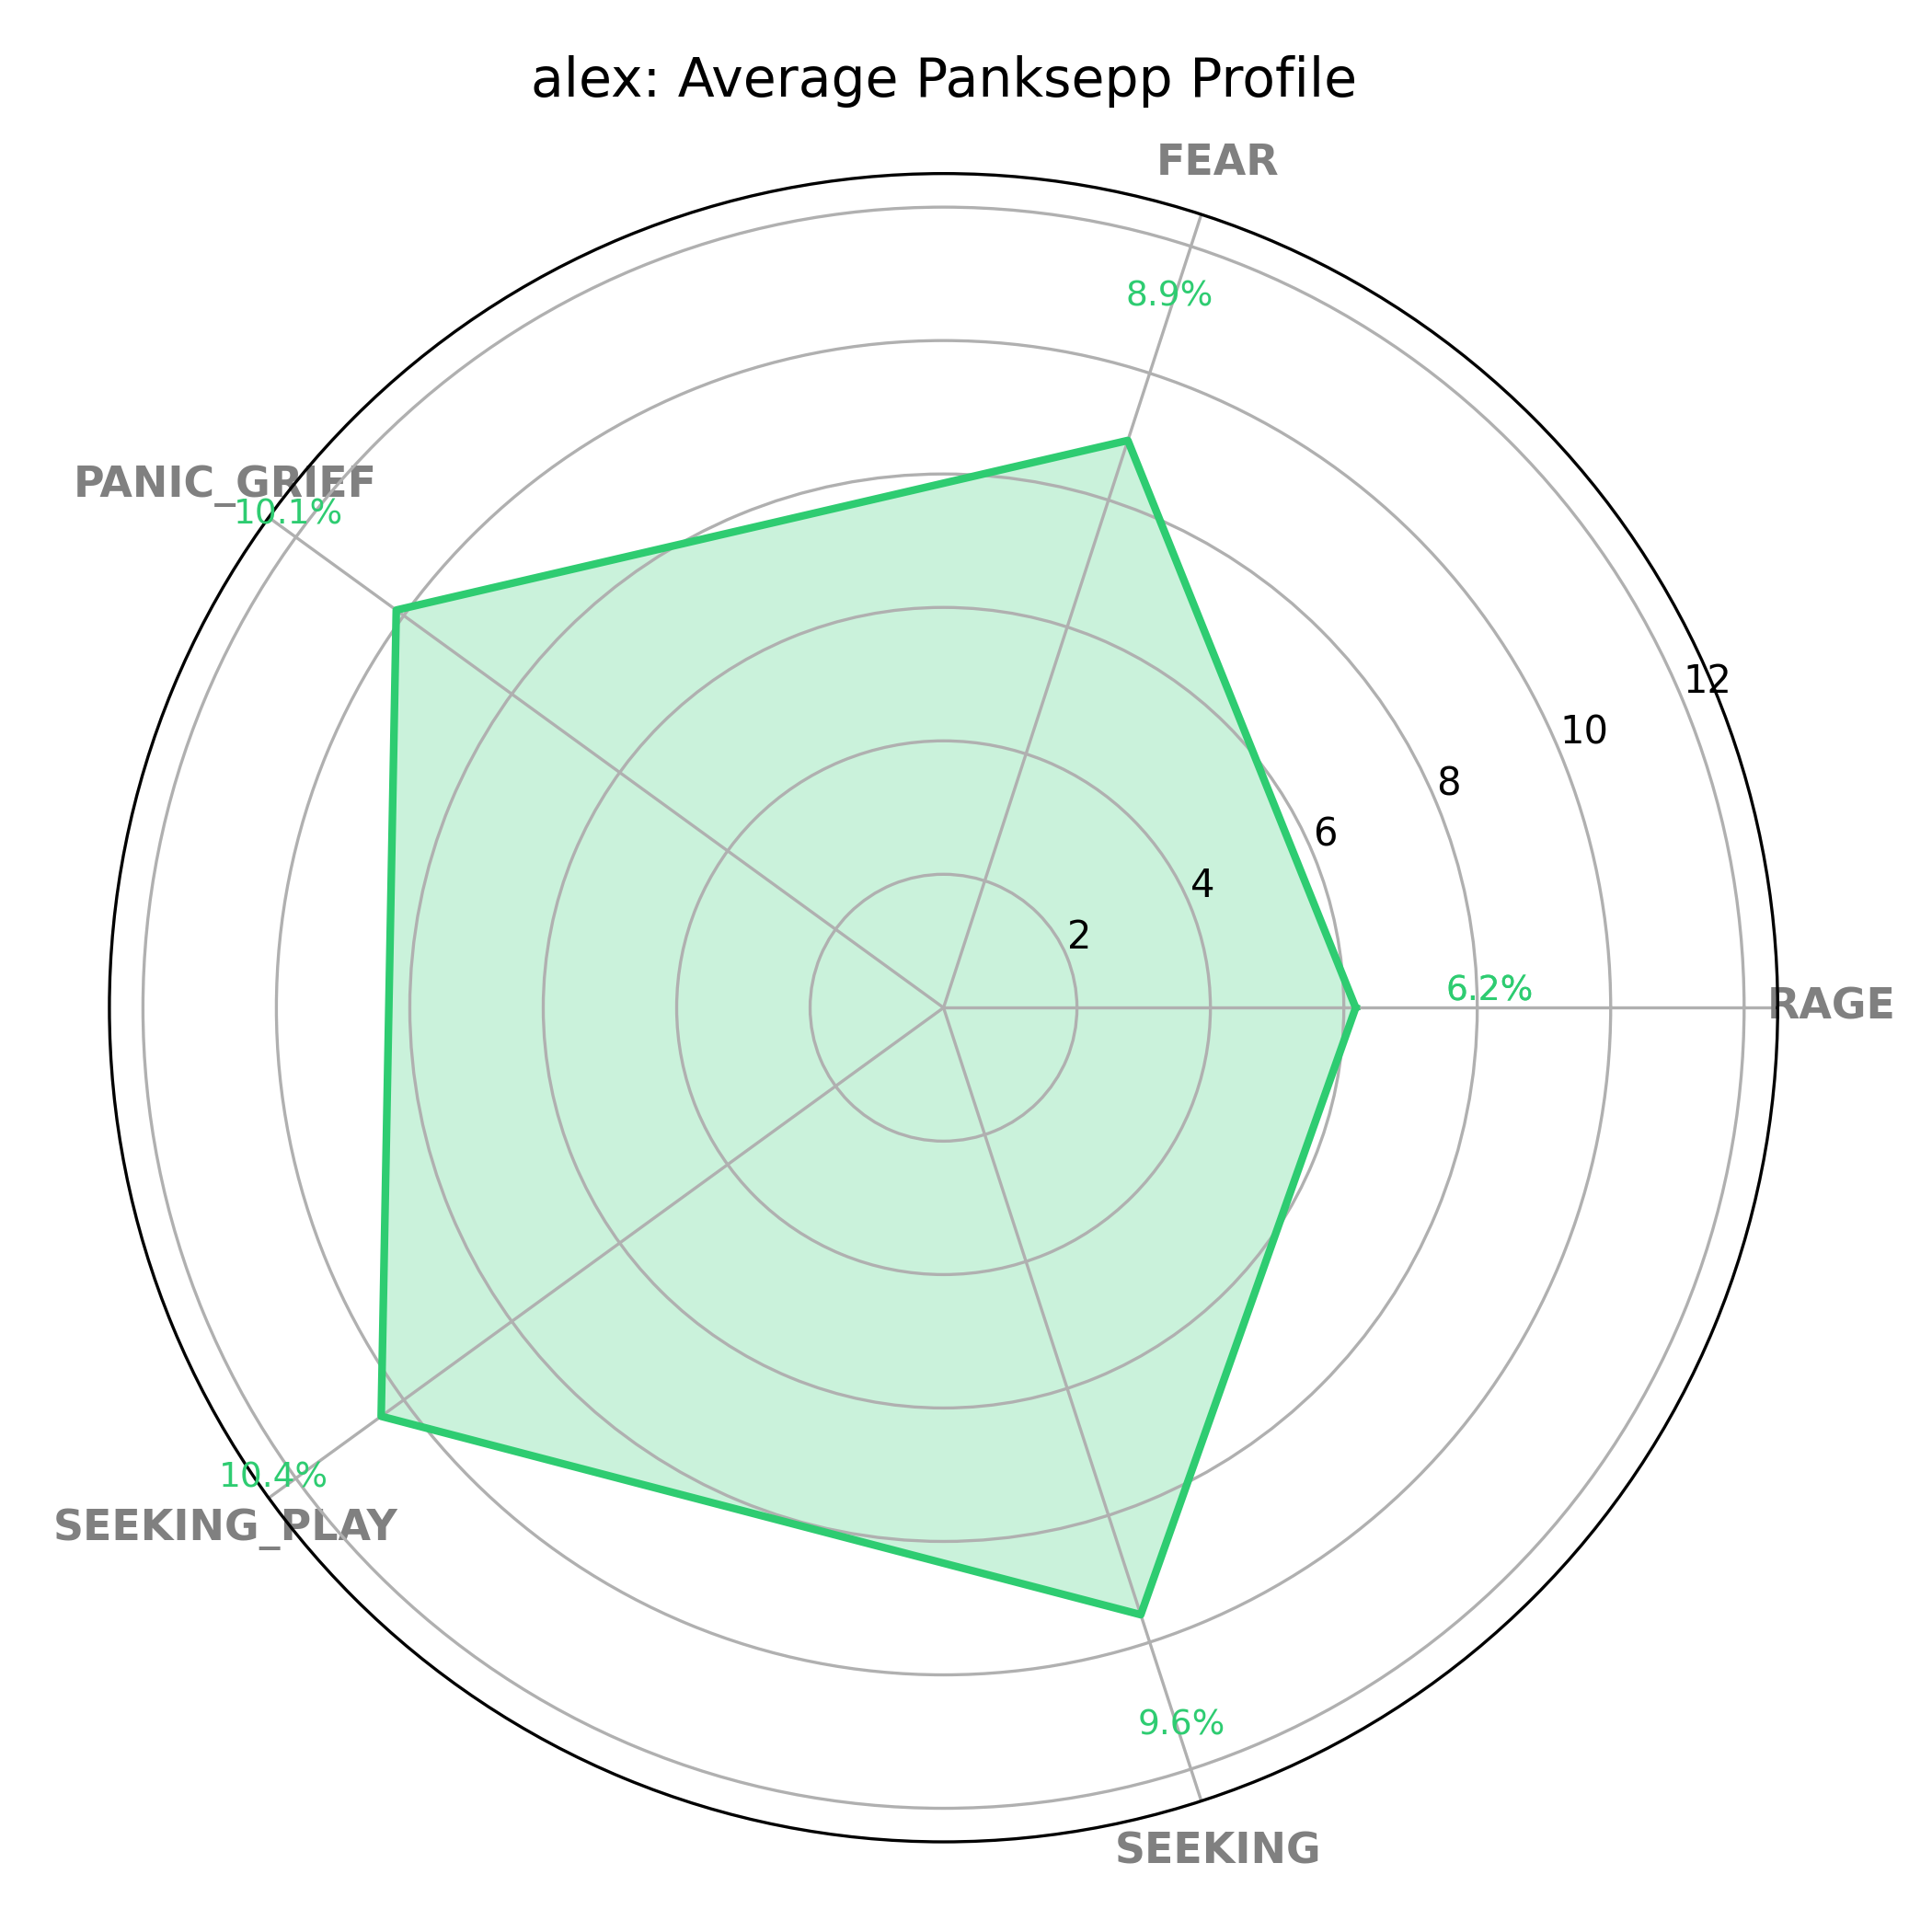 alex: Average Panksepp Profile
FEAR
8.9%
PANIC_GRIEF
10.1%
12
10
8
6
4
2
6.2%
RAGE
10.4%
SEEKING_PLAY
9.6%
SEEKING